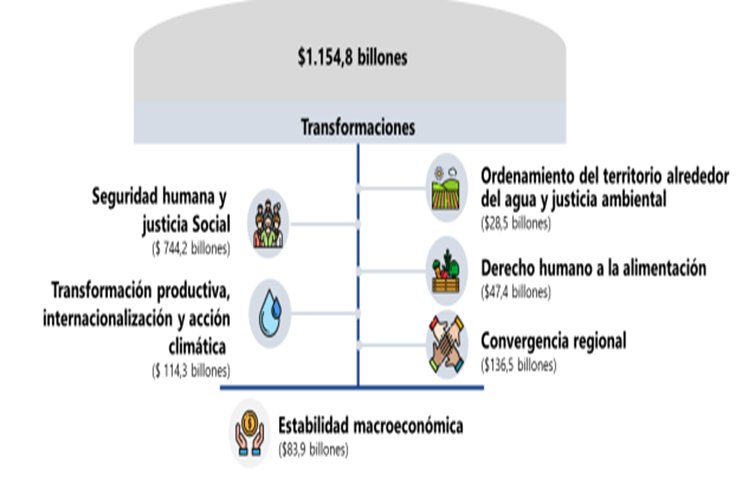 $1.154,8 billones
Transformaciones
Seguridad humana y
justicia Social
($ 744,2 billones)
Transformación productiva,
internacionalización y acción
climática
($ 114,3 billones)
Ordenamiento del territorio alrededor
del agua y justicia ambiental
($28,5 billones)
Derecho humano a la alimentación
($47,4 billones)
Convergencia regional
($136,5 billones)
Estabilidad macroeconómica
($83,9 billones)